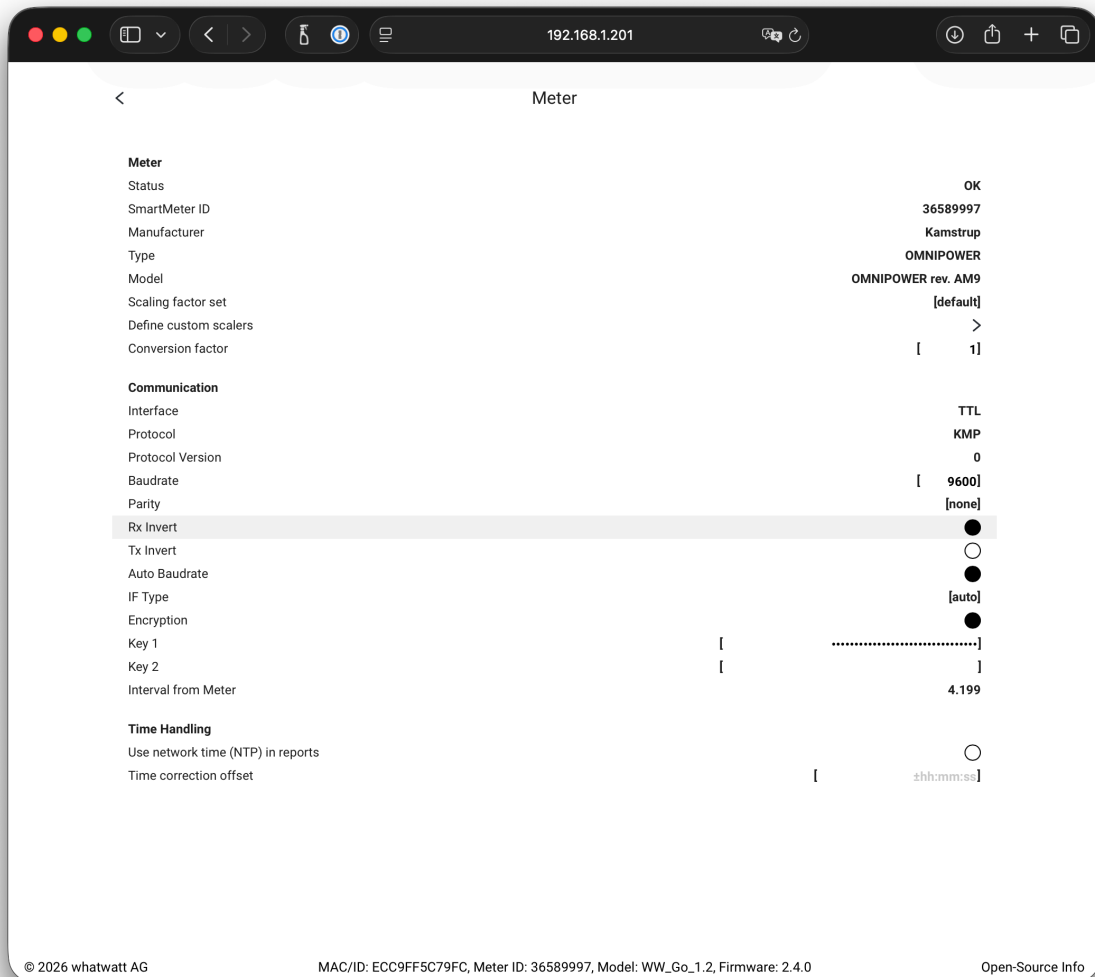 192.168.1.201
Meter
Meter
Status OK
SmartMeter ID 36589997
Manufacturer Kamstrup
Type OMNIPOWER
Model OMNIPOWER rev. AM9
Scaling factor set [default]
Define custom scalers >
Conversion factor [ 1]
Communication
Interface TTL
Protocol KMP
Protocol Version 0
Baudrate [ 9600]
Parity [none]
Rx Invert
Tx Invert
Auto Baudrate
IF Type [auto]
Encryption
Key 1 [ ••••••••••••••••••••••••••••••••]
Key 2 [ ]
Interval from Meter 4.199
Time Handling
Use network time (NTP) in reports
Time correction offset [ ±hh:mm:ss]
© 2026 whatwatt AG MAC/ID: ECC9FF5C79FC, Meter ID: 36589997, Model: WW_Go_1.2, Firmware: 2.4.0 Open-Source Info